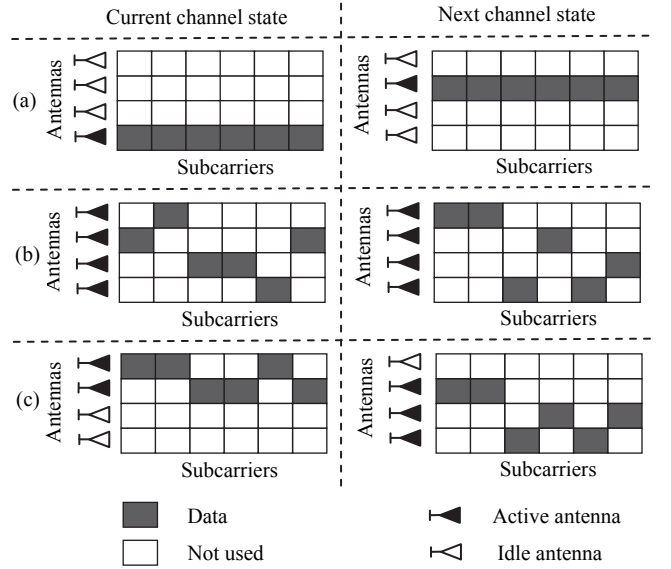 Current channel state
Next channel state
(a)
Antennas
Subcarriers
Antennas
Subcarriers
(b)
Antennas
Subcarriers
Antennas
Subcarriers
(c)
Antennas
Subcarriers
Antennas
Subcarriers
Data
Active antenna
Not used
Idle antenna